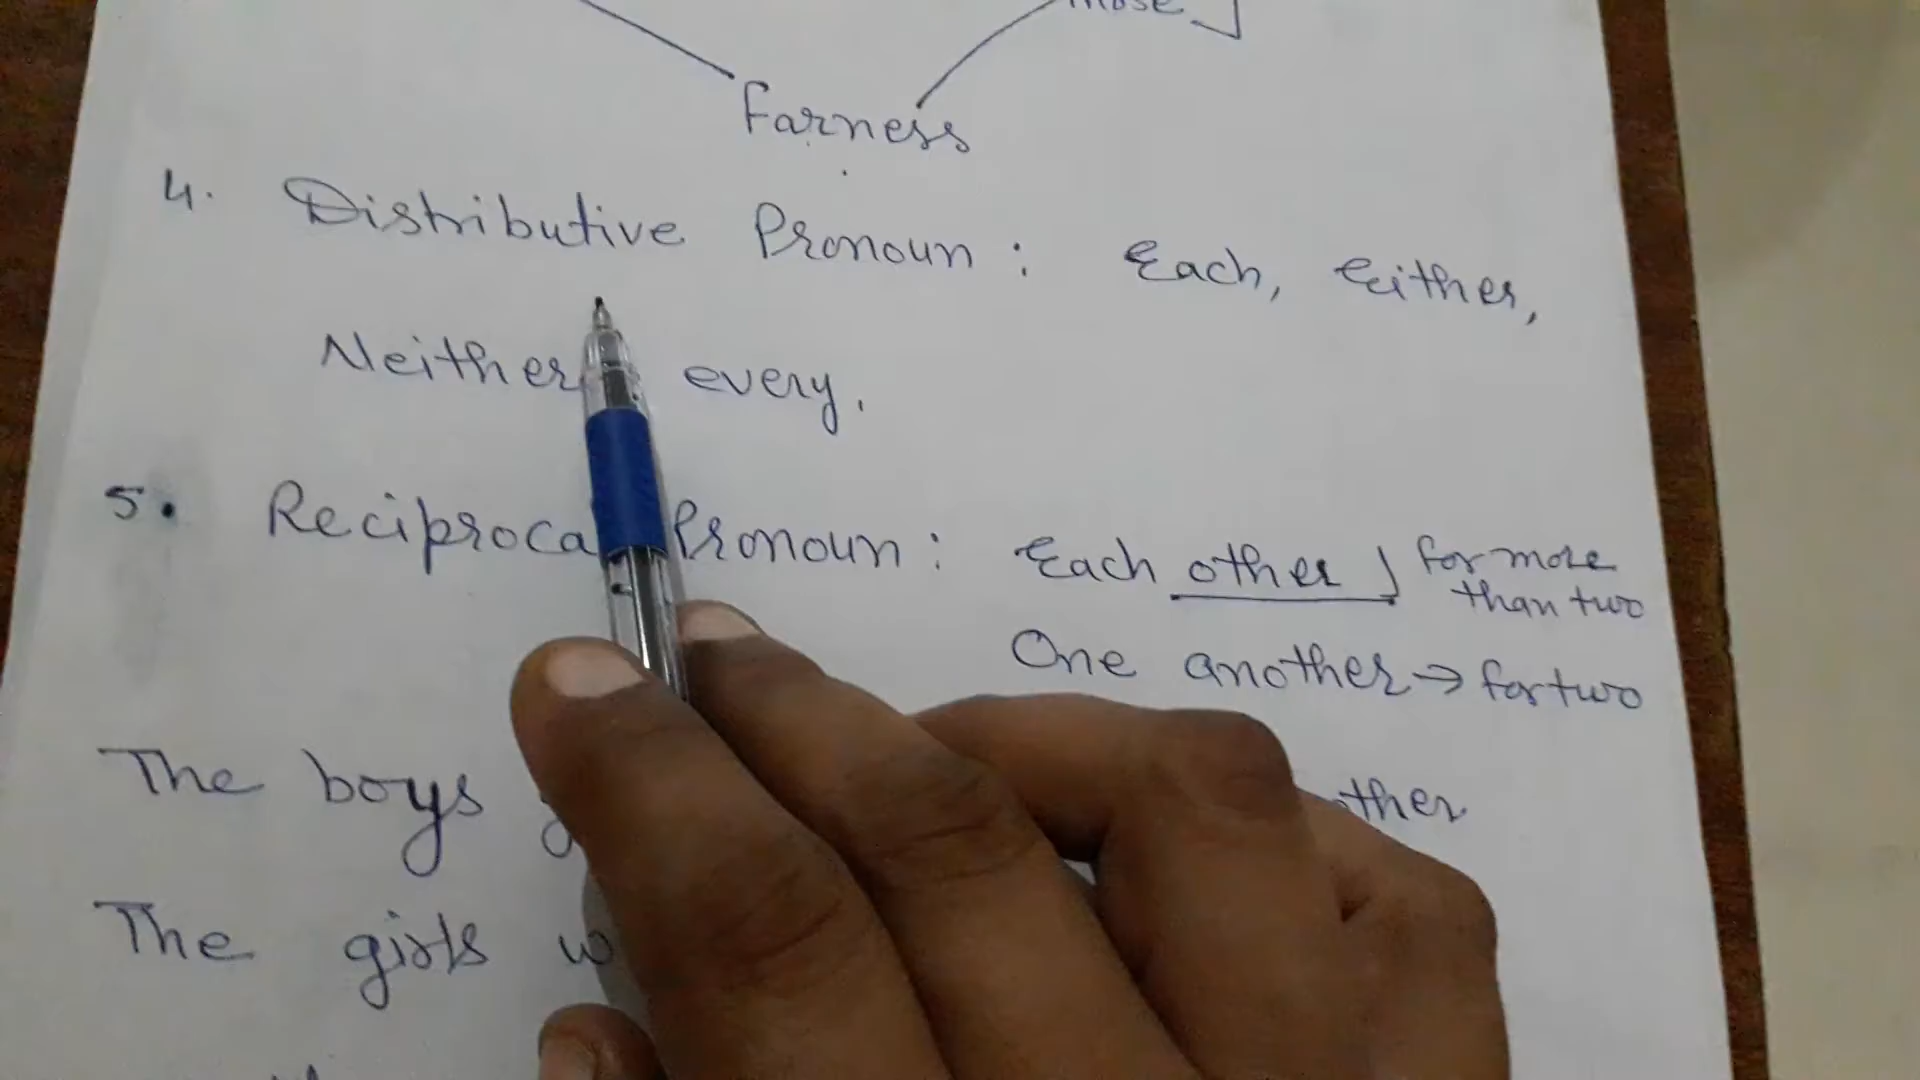 those
Farness
4. Distributive Pronoun : Each, Either,
Neither every.
5. Reciprocal Pronoun : Each other for more than two
One another → for two
The boys
The girls